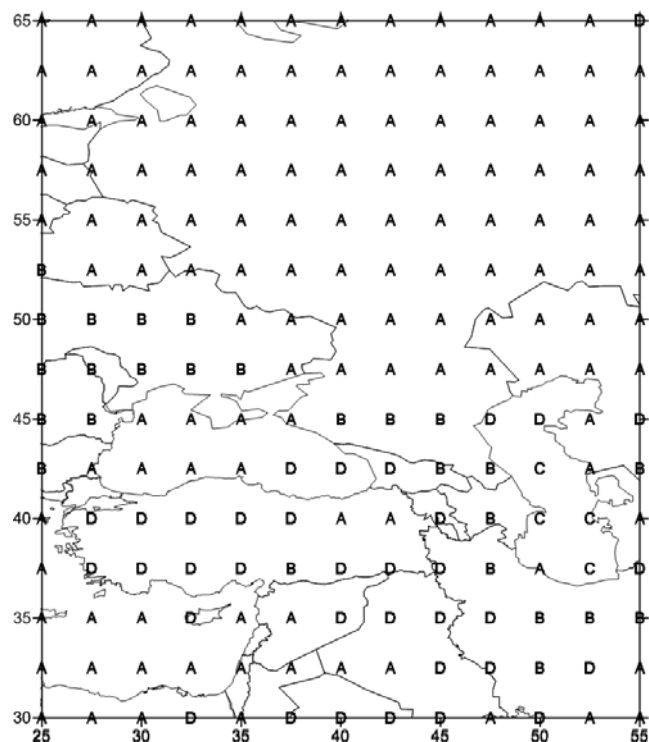 65 A A A A A A A A A A A A D
A A A A A A A A A A A A A
60 A A A A A A A A A A A A A
A A A A A A A A A A A A A
55 A A A A A A A A A A A A A
B A A A A A A A A A A A A
50 B B B B A A A A A A A A A
B B B B B A A A A A A A A
45 B B A A A A B B B D D A D
B A A A A D D D B B C A B
40 A D D D D D A A D B C C A
A D D D D B D D D B A C D
35 A A A D A A D D D D B B B
A A A A A A A A D D B D A
30 A A A D A D D D D A D A A
25 30 35 40 45 50 55